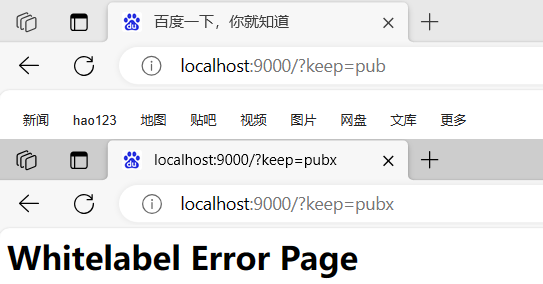 百度一下，你就知道
localhost:9000/?keep=pub
新闻 hao123 地图 贴吧 视频 图片 网盘 文库 更多
localhost:9000/?keep=pubx
localhost:9000/?keep=pubx
Whitelabel Error Page